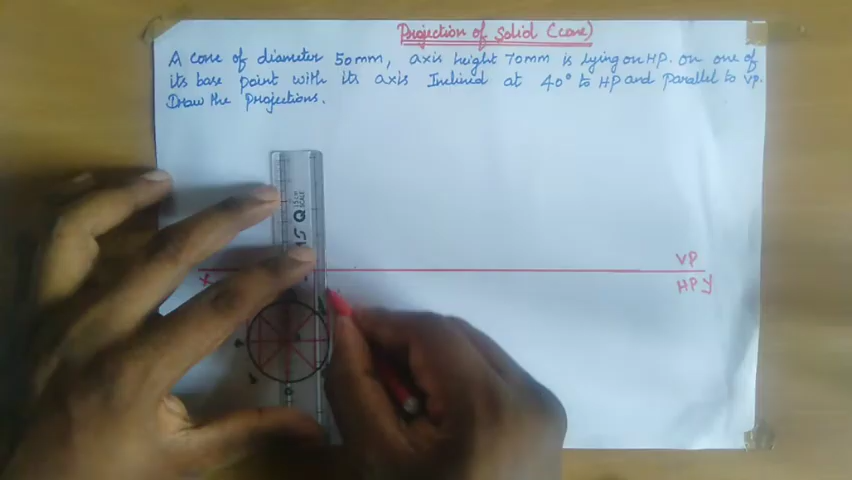 Projection of Solid (cone)
A Cone of diameter 50mm, axis height 70mm is lying on HP. on one of
its base point with its axis Inclined at 40° to HP and parallel to VP.
Draw the Projections.
SCALE
VP
X
HP Y